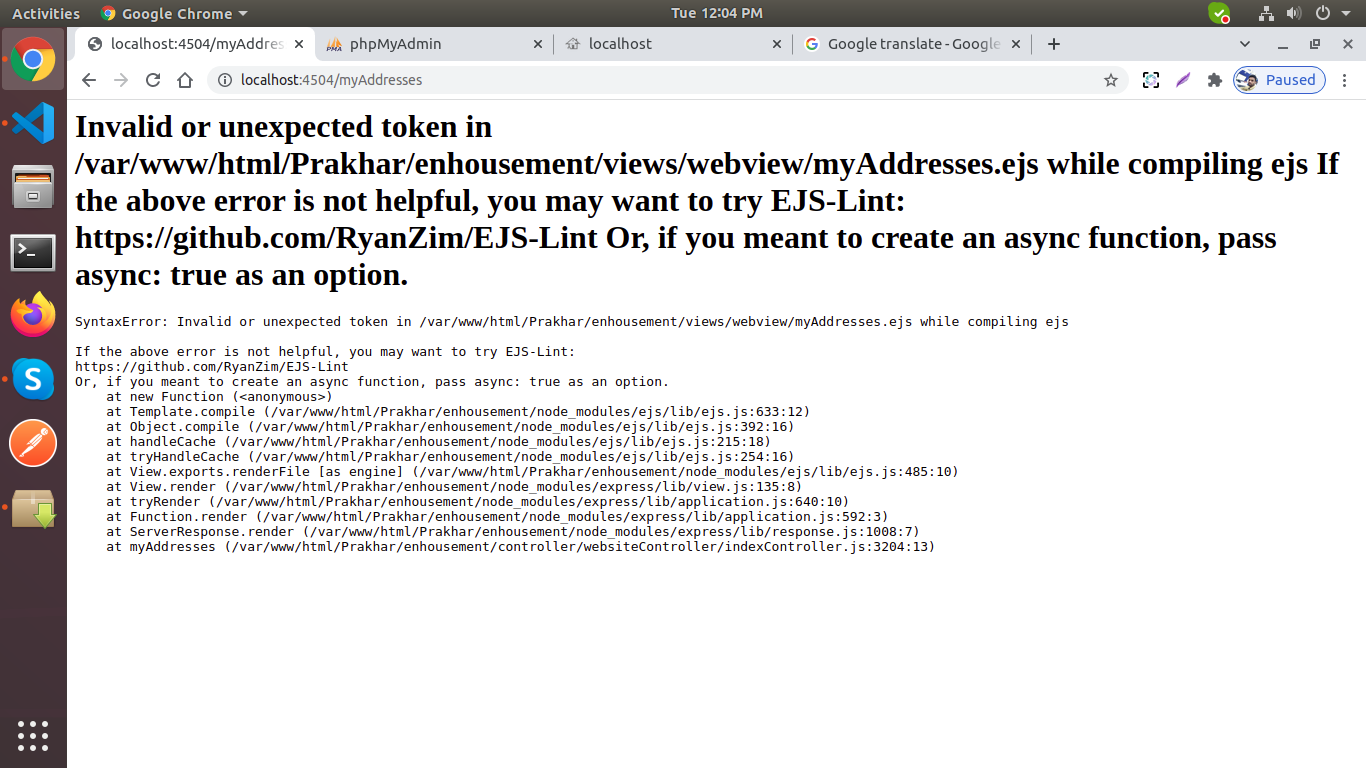 Activities Google Chrome Tue 12:04 PM
localhost:4504/myAddres phpMyAdmin localhost Google translate - Google
localhost:4504/myAddresses Paused
Invalid or unexpected token in
/var/www/html/Prakhar/enhousement/views/webview/myAddresses.ejs while compiling ejs If
the above error is not helpful, you may want to try EJS-Lint:
https://github.com/RyanZim/EJS-Lint Or, if you meant to create an async function, pass
async: true as an option.
SyntaxError: Invalid or unexpected token in /var/www/html/Prakhar/enhousement/views/webview/myAddresses.ejs while compiling ejs
If the above error is not helpful, you may want to try EJS-Lint:
https://github.com/RyanZim/EJS-Lint
Or, if you meant to create an async function, pass async: true as an option.
at new Function (<anonymous>)
at Template.compile (/var/www/html/Prakhar/enhousement/node_modules/ejs/lib/ejs.js:633:12)
at Object.compile (/var/www/html/Prakhar/enhousement/node_modules/ejs/lib/ejs.js:392:16)
at handleCache (/var/www/html/Prakhar/enhousement/node_modules/ejs/lib/ejs.js:215:18)
at tryHandleCache (/var/www/html/Prakhar/enhousement/node_modules/ejs/lib/ejs.js:254:16)
at View.exports.renderFile [as engine] (/var/www/html/Prakhar/enhousement/node_modules/ejs/lib/ejs.js:485:10)
at View.render (/var/www/html/Prakhar/enhousement/node_modules/express/lib/view.js:135:8)
at tryRender (/var/www/html/Prakhar/enhousement/node_modules/express/lib/application.js:640:10)
at Function.render (/var/www/html/Prakhar/enhousement/node_modules/express/lib/application.js:592:3)
at ServerResponse.render (/var/www/html/Prakhar/enhousement/node_modules/express/lib/response.js:1008:7)
at myAddresses (/var/www/html/Prakhar/enhousement/controller/websiteController/indexController.js:3204:13)